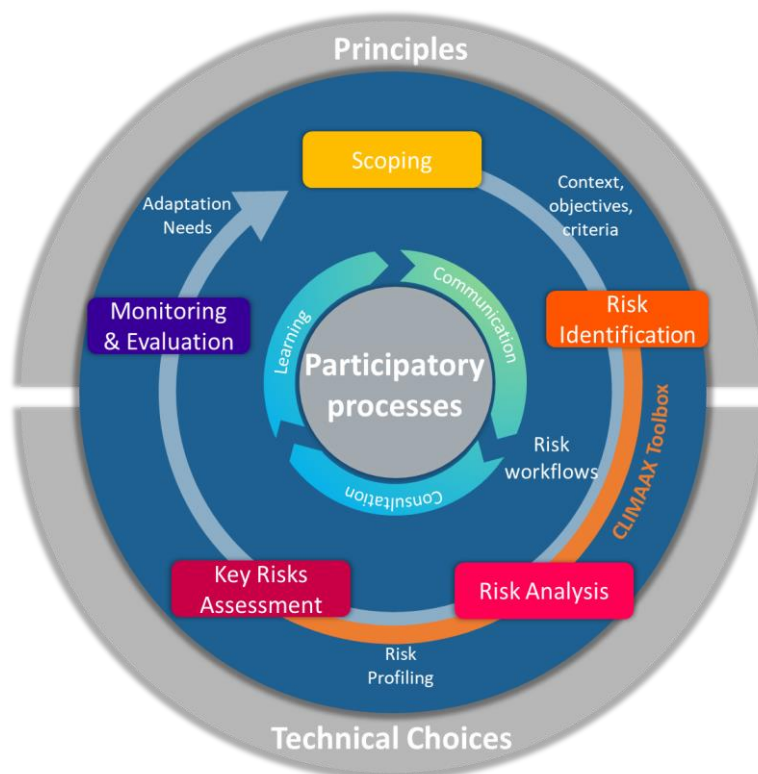 Principles
Scoping
Context,
objectives,
criteria
Adaptation
Needs
Monitoring
& Evaluation
Risk
Identification
Communication
Learning
Participatory
processes
Consultation
Risk
workflows
CLIMAAX Toolbox
Key Risks
Assessment
Risk Analysis
Risk
Profiling
Technical Choices